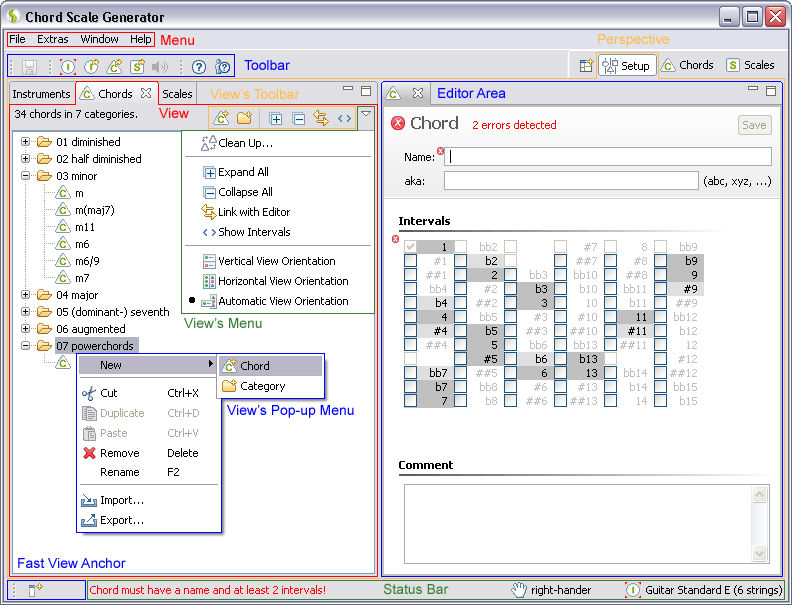 Chord Scale Generator
File Extras Window Help Menu
Perspective
Toolbar
Setup Chords Scales
Instruments Chords Scales View's Toolbar
Editor Area
34 chords in 7 categories. View
Chord 2 errors detected Save
Name:
aka: (abc, xyz, ...)
01 diminished
02 half diminished
03 minor
m
m(maj7)
m11
m6
m6/9
m7
04 major
05 (dominant-) seventh
06 augmented
07 powerchords
Clean Up...
Expand All
Collapse All
Link with Editor
Show Intervals
Vertical View Orientation
Horizontal View Orientation
Automatic View Orientation
View's Menu
New
Cut Ctrl+X
Duplicate Ctrl+D
Paste Ctrl+V
Remove Delete
Rename F2
Import...
Export...
Chord
Category
View's Pop-up Menu
Fast View Anchor
Intervals
1 bb2 #7 8 bb9
#1 b2 ##7 #8 b9
##1 2 bb3 bb10 ##8 9
bb4 ##2 b3 b10 bb11 #9
b4 3 10 b11 ##9
4 bb5 #3 #10 11 bb12
#4 b5 ##3 ##10 #11 b12
##4 5 ##11 12
#5 b6 b13 #12
bb7 ##5 6 13 bb14 ##12
b7 bb8 #6 #13 b14 bb15
7 b8 ##6 ##13 14 b15
Comment
Chord must have a name and at least 2 intervals! Status Bar right-hander Guitar Standard E (6 strings)